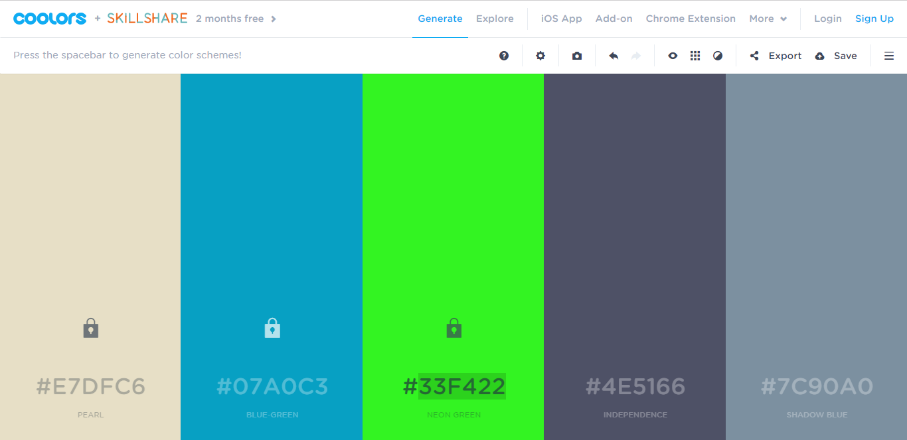 coolors + SKILLSHARE 2 months free Generate Explore iOS App Add-on Chrome Extension More Login Sign Up
Press the spacebar to generate color schemes! ? Export Save
#E7DFC6 #07A0C3 #33F422 #4E5166 #7C90A0
PEARL BLUE-GREEN NEON GREEN INDEPENDENCE SHADOW BLUE